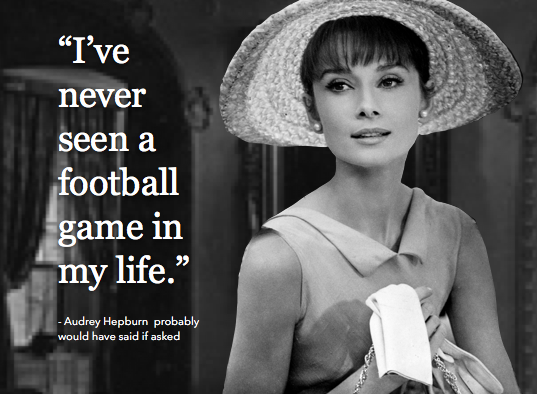 “I’ve
never
seen a
football
game in
my life.”
- Audrey Hepburn probably
would have said if asked